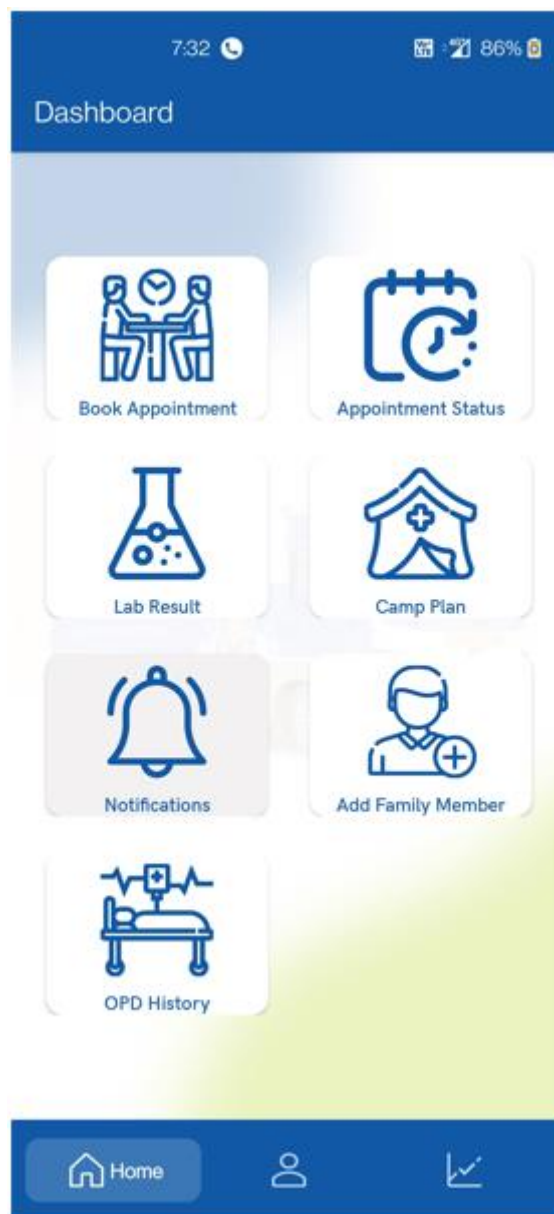 7:32 86%
Dashboard
Book Appointment Appointment Status
Lab Result Camp Plan
Notifications Add Family Member
OPD History
Home